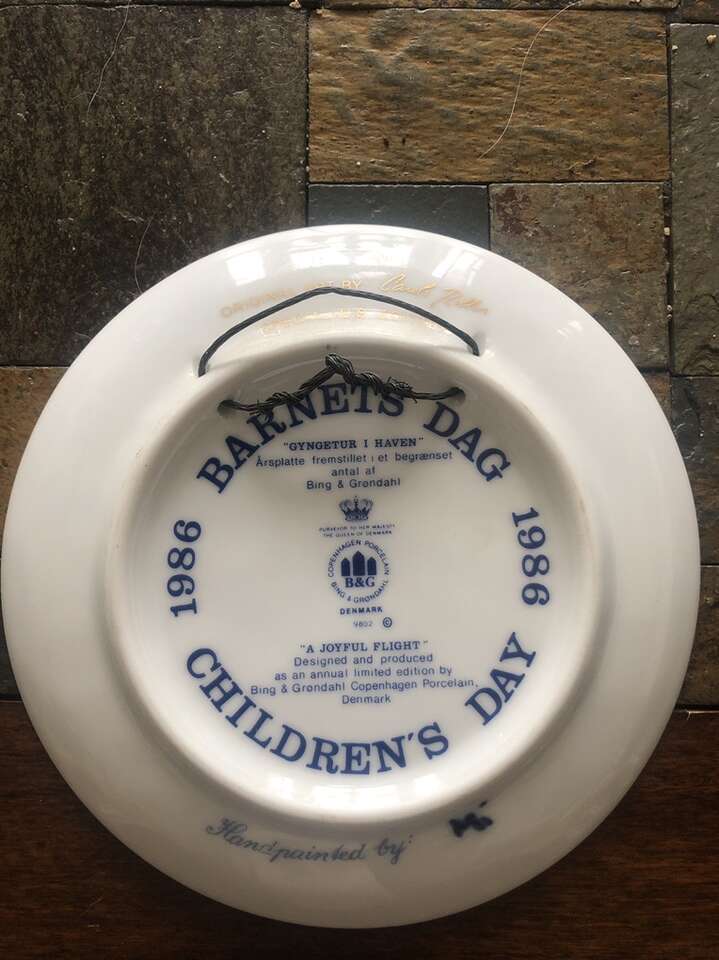 ORIGINAL ART BY
BARNETS DAG
1986
1986
"GYNGETUR I HAVEN"
Årsplatte fremstillet i et begrænset
antal af
Bing & Grøndahl
PURVEYOR TO HER MAJESTY
THE QUEEN OF DENMARK
COPENHAGEN PORCELAIN
B&G
BING & GRØNDAHL
DENMARK
9802 ©
"A JOYFUL FLIGHT"
Designed and produced
as an annual limited edition by
Bing & Grøndahl Copenhagen Porcelain,
Denmark
CHILDREN'S DAY
Handpainted by: